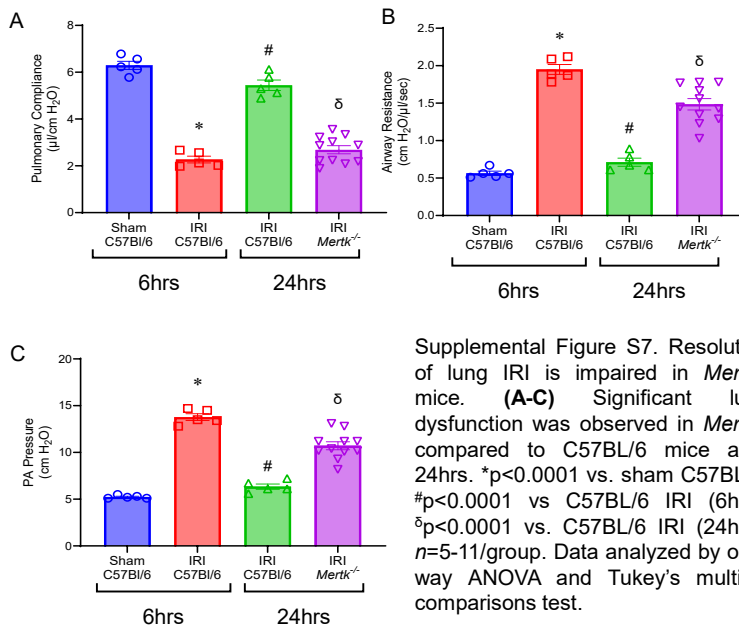 A
Pulmonary Compliance
(µl/cm H₂O)
8
6
4
2
0
*
#
δ
Sham
C57Bl/6
IRI
C57Bl/6
IRI
C57Bl/6
IRI
Mertk⁻/⁻
6hrs
24hrs
B
Airway Resistance
(cm H₂O/µl/sec)
2.5
2.0
1.5
1.0
0.5
0.0
*
#
δ
Sham
C57Bl/6
IRI
C57Bl/6
IRI
C57Bl/6
IRI
Mertk⁻/⁻
6hrs
24hrs
C
PA Pressure
(cm H₂O)
20
15
10
5
0
*
#
δ
Sham
C57Bl/6
IRI
C57Bl/6
IRI
C57Bl/6
IRI
Mertk⁻/⁻
6hrs
24hrs
Supplemental Figure S7. Resolut
of lung IRI is impaired in Mer
mice. (A-C) Significant lu
dysfunction was observed in Mer
compared to C57BL/6 mice a
24hrs. *p<0.0001 vs. sham C57BL
#p<0.0001 vs C57BL/6 IRI (6h
δp<0.0001 vs. C57BL/6 IRI (24h
n=5-11/group. Data analyzed by o
way ANOVA and Tukey's multi
comparisons test.